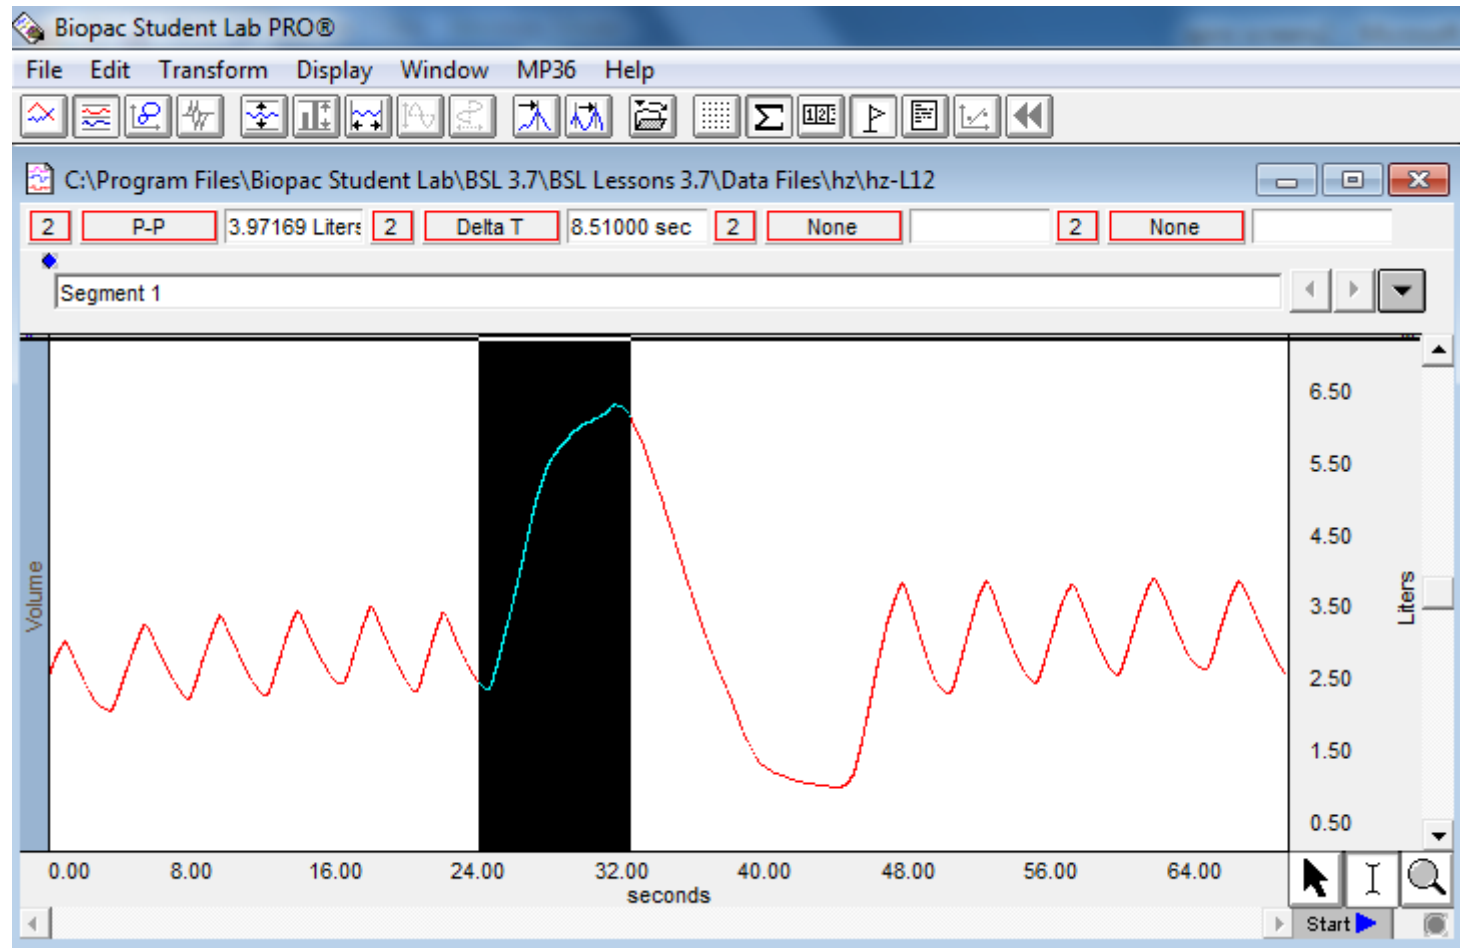 Biopac Student Lab PRO®
File Edit Transform Display Window MP36 Help
C:\Program Files\Biopac Student Lab\BSL 3.7\BSL Lessons 3.7\Data Files\hz\hz-L12
2 P-P 3.97169 Liters 2 Delta T 8.51000 sec 2 None 2 None
Segment 1
6.50
5.50
4.50
3.50
2.50
1.50
0.50
Volume
Liters
0.00 8.00 16.00 24.00 32.00 40.00 48.00 56.00 64.00
seconds
Start